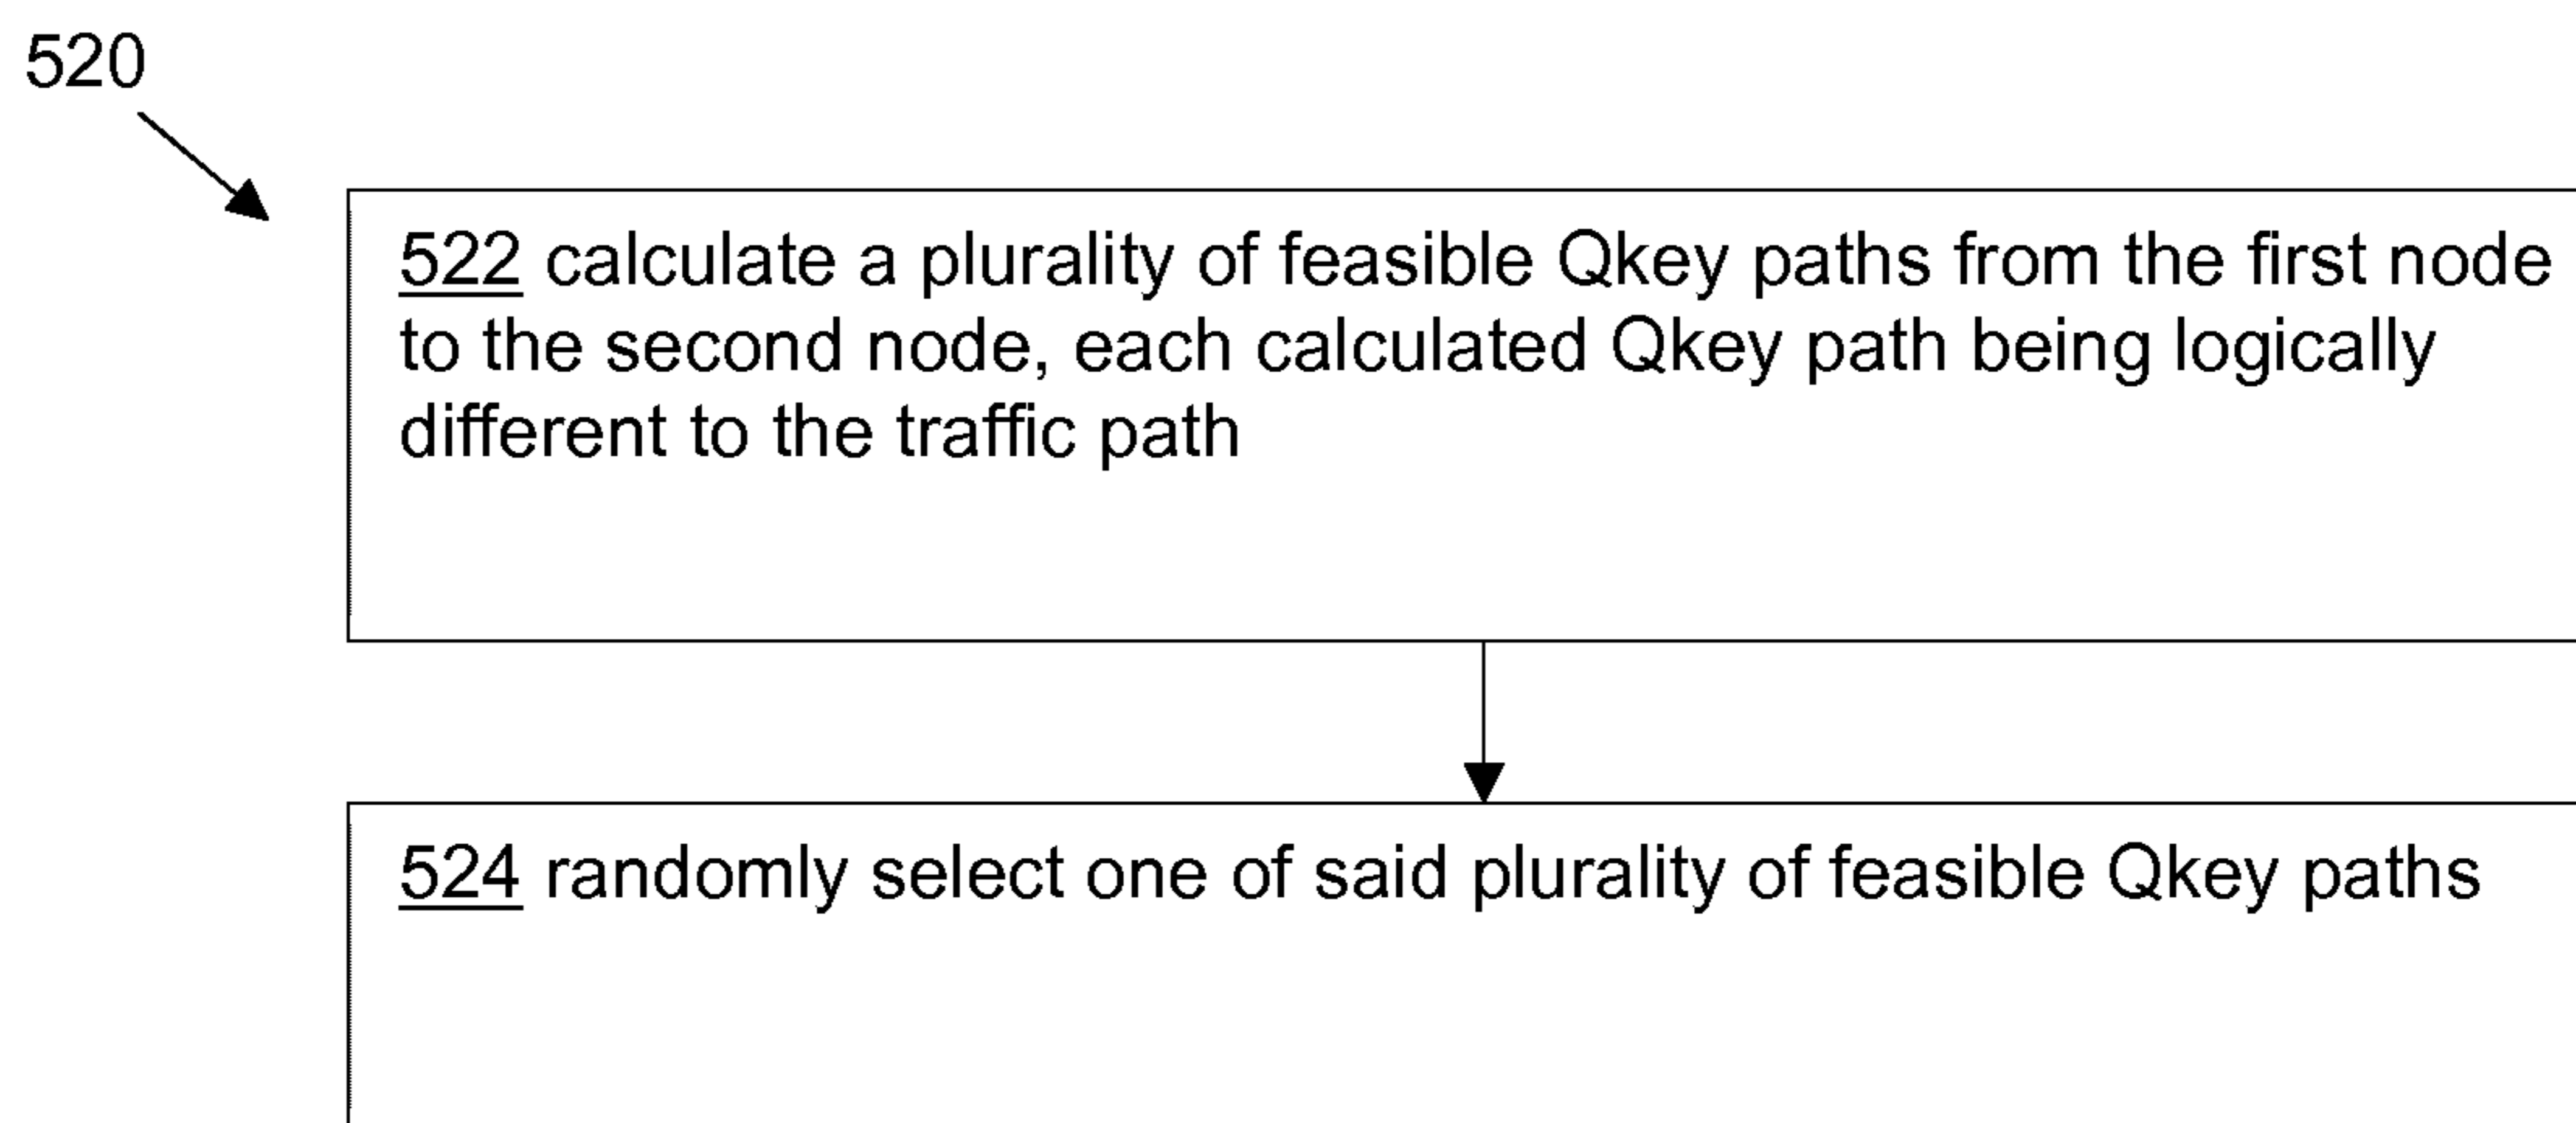 520
522 calculate a plurality of feasible Qkey paths from the first node
to the second node, each calculated Qkey path being logically
different to the traffic path
524 randomly select one of said plurality of feasible Qkey paths